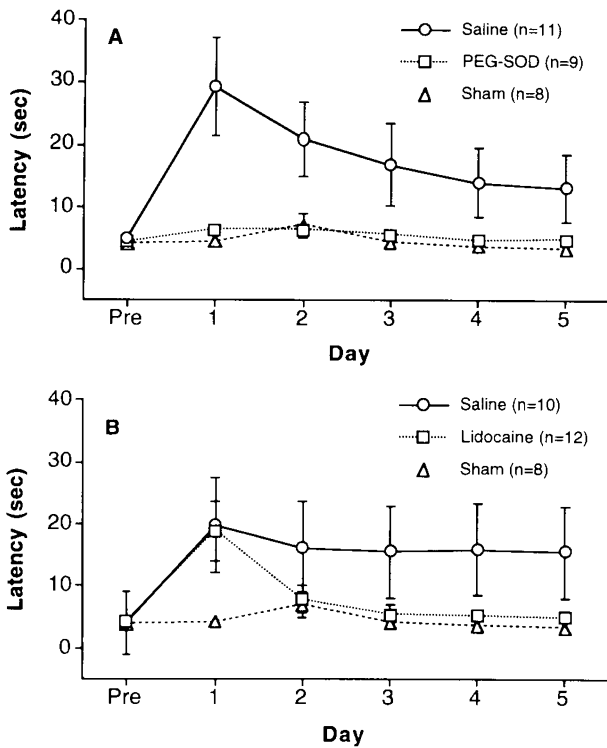 A
Saline (n=11)
PEG-SOD (n=9)
Sham (n=8)
Latency (sec)
40
30
20
10
0
Pre 1 2 3 4 5
Day
B
Saline (n=10)
Lidocaine (n=12)
Sham (n=8)
Latency (sec)
40
30
20
10
0
Pre 1 2 3 4 5
Day